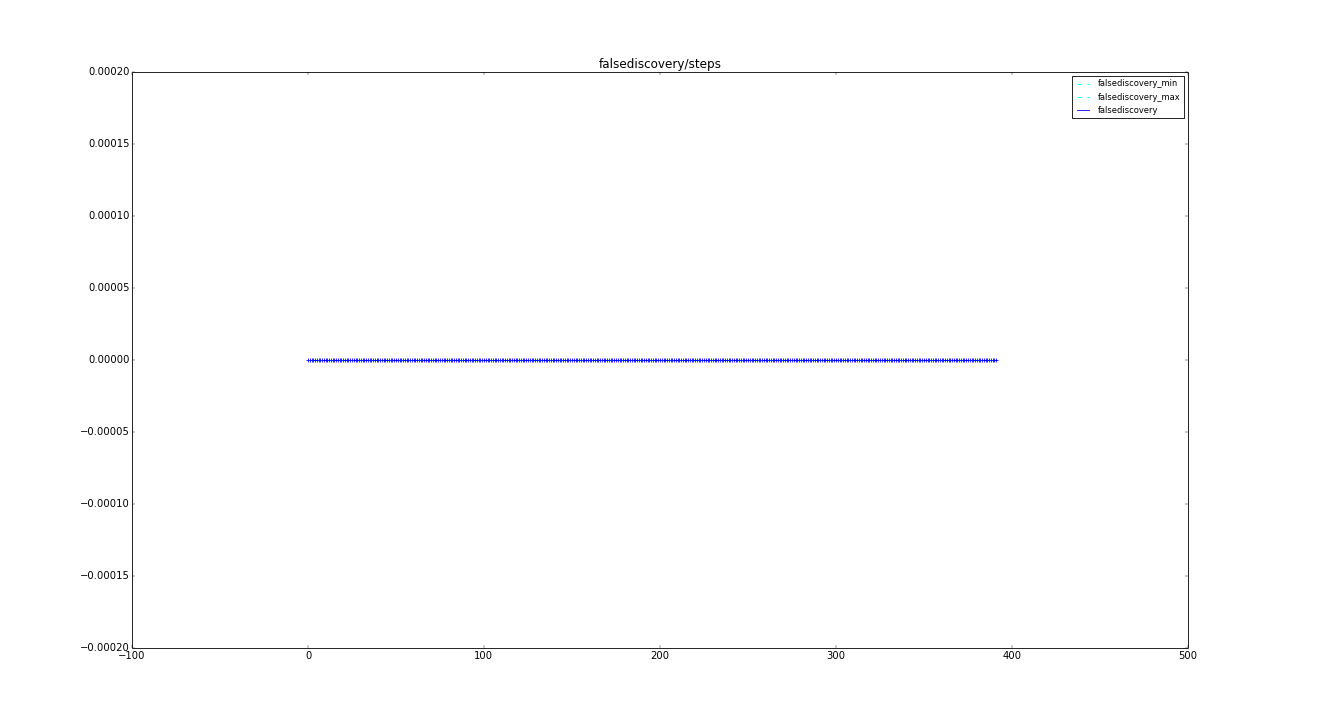 falsediscovery/steps
0.00020
0.00015
0.00010
0.00005
0.00000
−0.00005
−0.00010
−0.00015
−0.00020
−100 0 100 200 300 400 500
falsediscovery_min
falsediscovery_max
falsediscovery